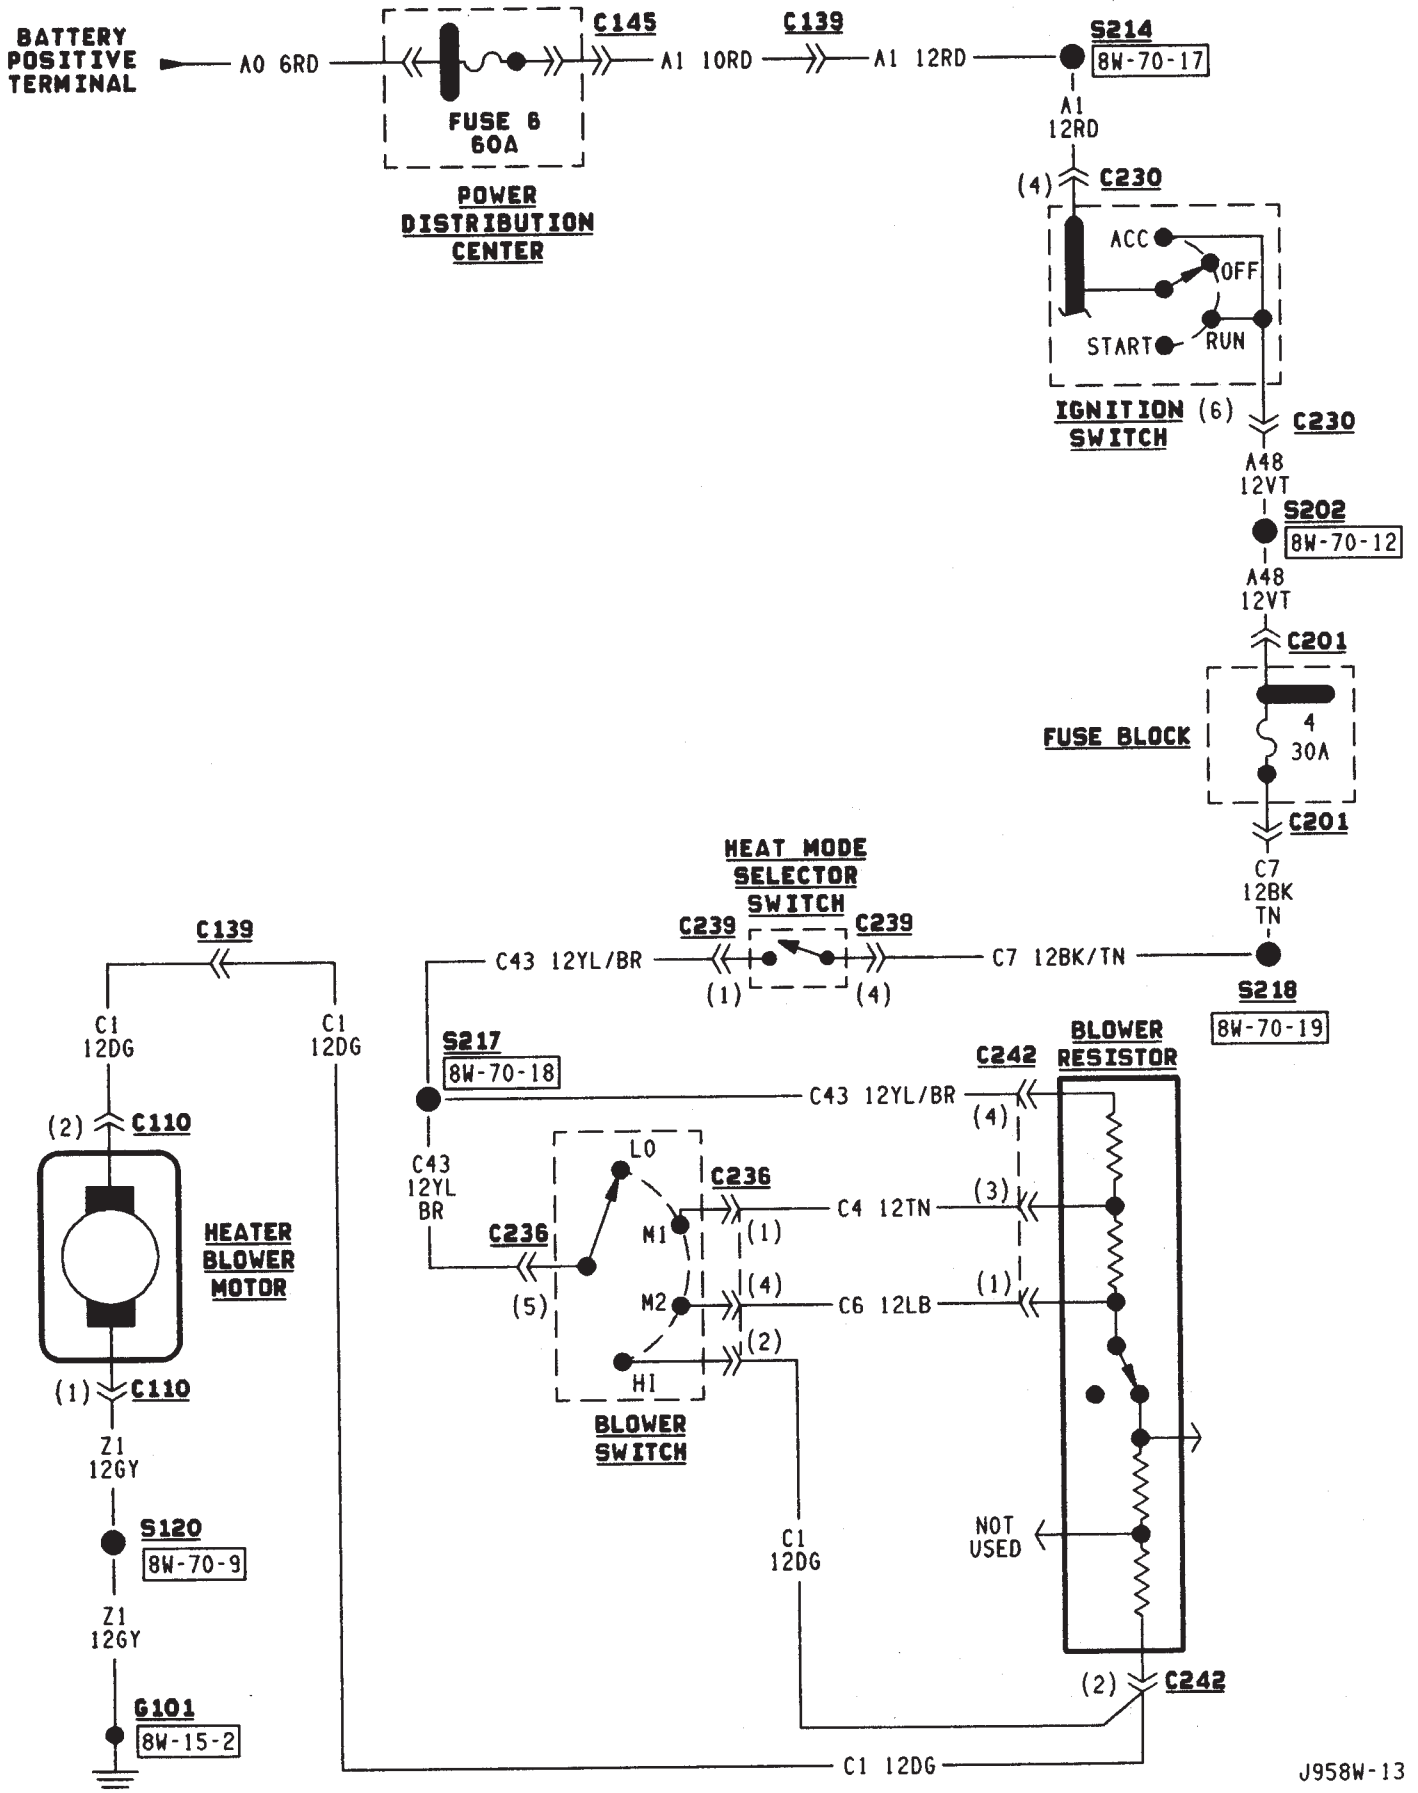 BATTERY
POSITIVE
TERMINAL
A0 6RD
FUSE 6
60A
POWER
DISTRIBUTION
CENTER
C145
A1 10RD
C139
A1 12RD
S214
8W-70-17
A1
12RD
(4)
C230
ACC
OFF
RUN
START
IGNITION
SWITCH
(6)
C230
A48
12VT
S202
8W-70-12
A48
12VT
C201
FUSE BLOCK
4
30A
C201
C7
12BK
TN
S218
8W-70-19
HEAT MODE
SELECTOR
SWITCH
C239
C239
C43 12YL/BR
(1)
(4)
C7 12BK/TN
C139
C1
12DG
C1
12DG
S217
8W-70-18
C242
BLOWER
RESISTOR
C43 12YL/BR
(4)
(2)
C110
C43
12YL
BR
LO
C236
C4 12TN
(3)
(1)
M1
C236
(5)
M2
(4)
C6 12LB
(1)
(2)
HI
BLOWER
SWITCH
HEATER
BLOWER
MOTOR
(1)
C110
Z1
12GY
S120
8W-70-9
Z1
12GY
G101
8W-15-2
C1
12DG
NOT
USED
(2)
C242
C1 12DG
J958W-13